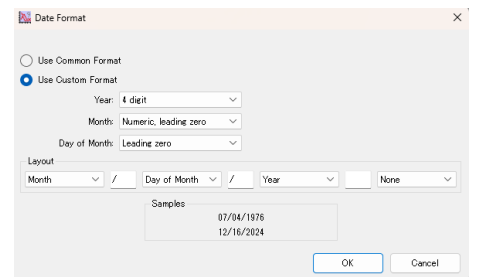 Date Format
Use Common Format
Use Custom Format
Year: 4 digit
Month: Numeric, leading zero
Day of Month: Leading zero
Layout
Month / Day of Month / Year None
Samples
07/04/1976
12/16/2024
OK Cancel